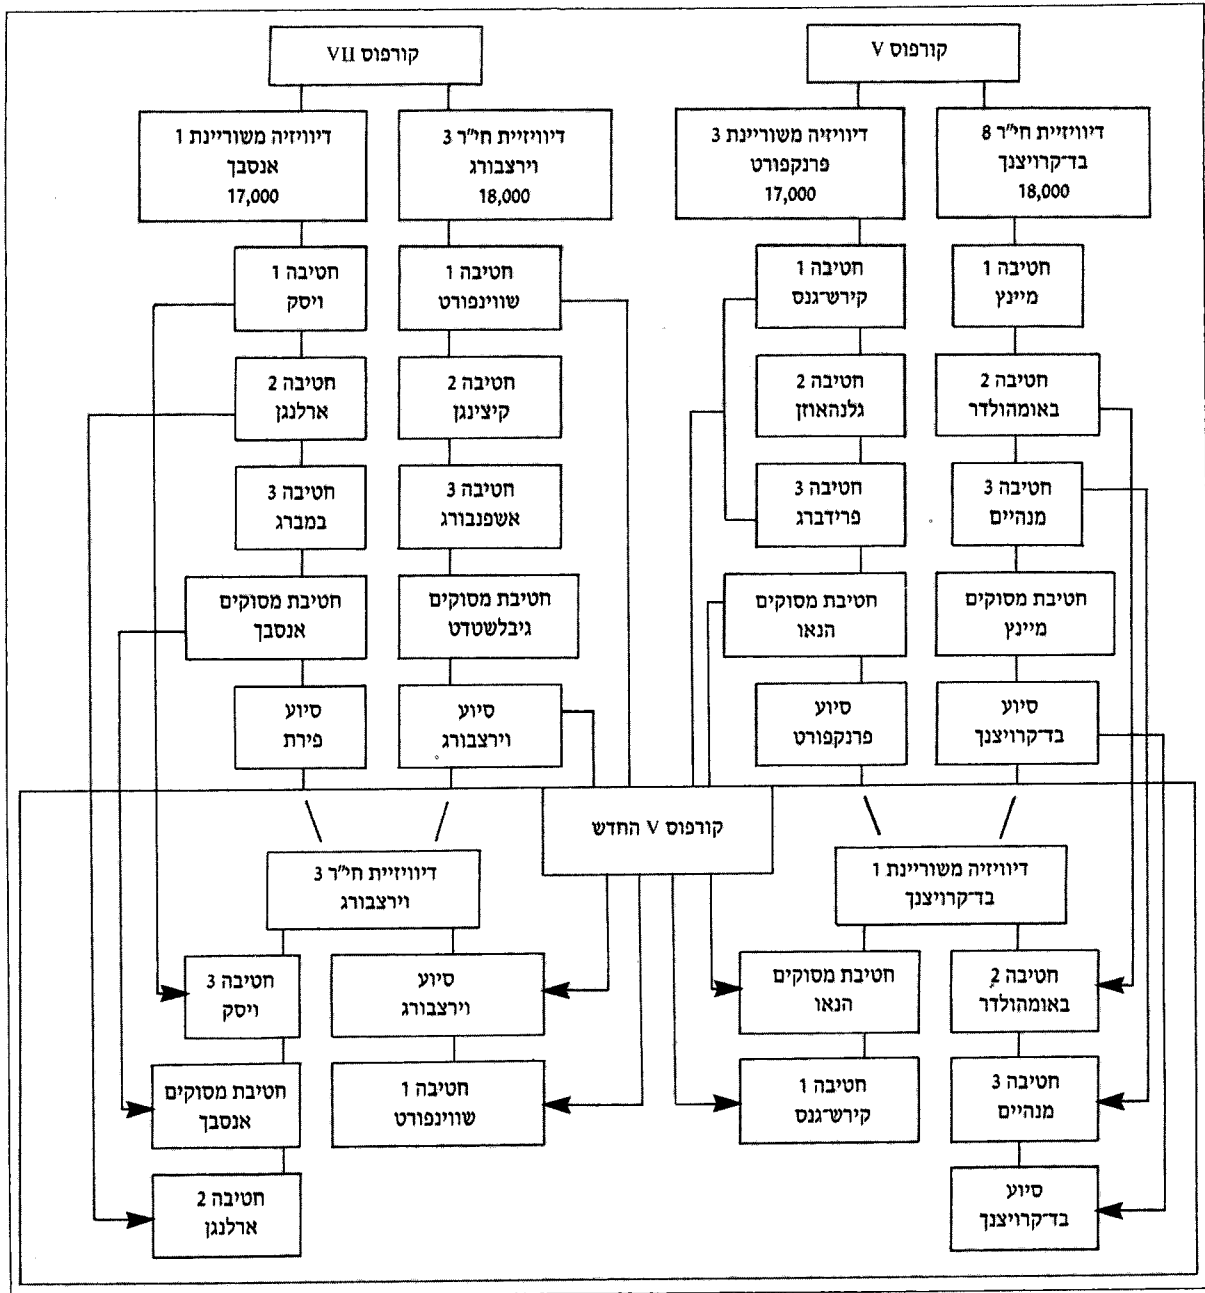 קורפוס V
דיוויזיית חי"ר 8
בד־קרויצנך
18,000
חטיבה 1
מיינץ
חטיבה 2
באומהולדר
חטיבה 3
מנהיים
חטיבת מסוקים
מיינץ
סיוע
בד־קרויצנך
דיוויזיה משוריינת 3
פרנקפורט
17,000
חטיבה 1
קירש־גנס
חטיבה 2
גלנהאוזן
חטיבה 3
פרידברג
חטיבת מסוקים
הנאו
סיוע
פרנקפורט
קורפוס VII
דיוויזיית חי"ר 3
וירצבורג
18,000
חטיבה 1
שווינפורט
חטיבה 2
קיצינגן
חטיבה 3
אשפנבורג
חטיבת מסוקים
גיבלשטדט
סיוע
וירצבורג
דיוויזיה משוריינת 1
אנסבך
17,000
חטיבה 1
ויסק
חטיבה 2
ארלנגן
חטיבה 3
במברג
חטיבת מסוקים
אנסבך
סיוע
פירת
קורפוס V החדש
דיוויזיה משוריינת 1
בד־קרויצנך
חטיבה 2
באומהולדר
חטיבה 3
מנהיים
סיוע
בד־קרויצנך
חטיבת מסוקים
הנאו
חטיבה 1
קירש־גנס
דיוויזיית חי"ר 3
וירצבורג
סיוע
וירצבורג
חטיבה 1
שווינפורט
חטיבה 3
ויסק
חטיבת מסוקים
אנסבך
חטיבה 2
ארלנגן